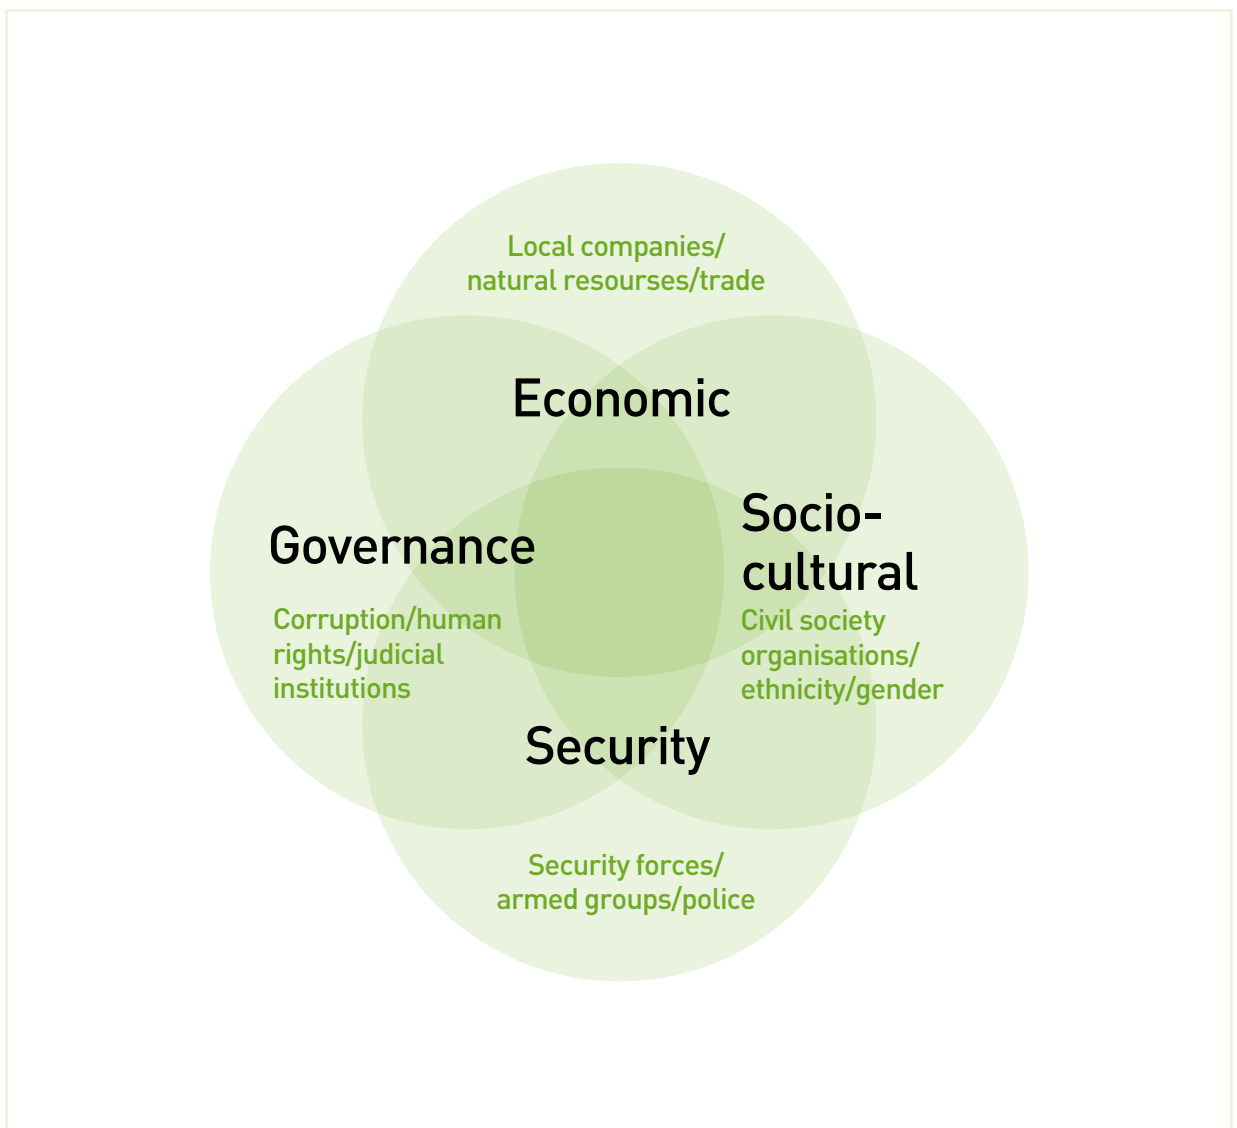 Local companies/
natural resourses/trade
Economic
Governance
Corruption/human
rights/judicial
institutions
Socio-
cultural
Civil society
organisations/
ethnicity/gender
Security
Security forces/
armed groups/police